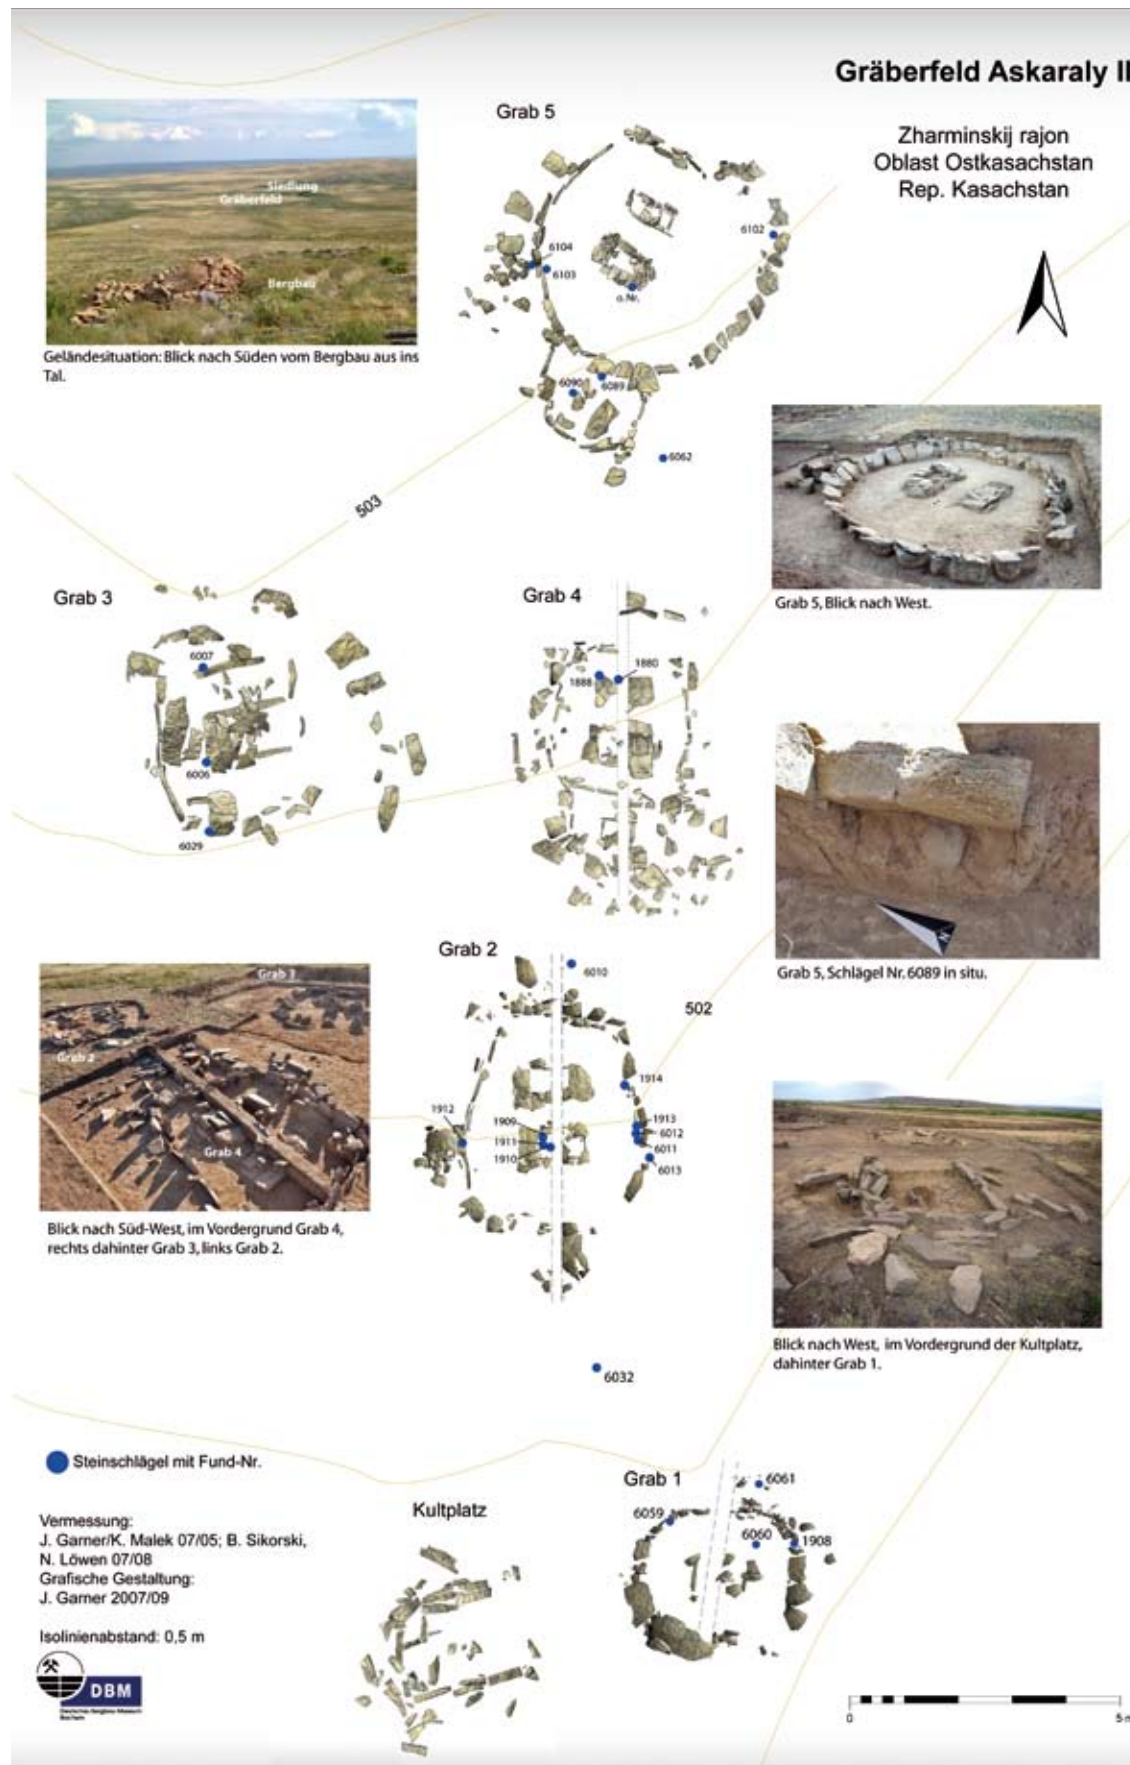 Gräberfeld Askaraly II
Zharminskij rajon
Oblast Ostkasachstan
Rep. Kasachstan
Grab 5
Siedlung
Gräberfeld
Bergbau
Geländesituation: Blick nach Süden vom Bergbau aus ins
Tal.
6104
6103
6102
o. Nr.
6090
6089
6062
503
Grab 5, Blick nach West.
Grab 3
6007
6006
6029
Grab 4
1888
1880
Grab 5, Schlägel Nr. 6089 in situ.
Grab 2
6010
502
1914
1913
6012
6011
6013
1912
1909
1911
1910
Grab 3
Grab 2
Grab 4
Blick nach Süd-West, im Vordergrund Grab 4,
rechts dahinter Grab 3, links Grab 2.
Blick nach West, im Vordergrund der Kultplatz,
dahinter Grab 1.
6032
Steinschlägel mit Fund-Nr.
Vermessung:
J. Garner/K. Malek 07/05; B. Sikorski,
N. Löwen 07/08
Grafische Gestaltung:
J. Garner 2007/09
Isolinienabstand: 0,5 m
DBM
Deutsches Bergbau-Museum
Bochum
Kultplatz
Grab 1
6061
6059
6060
1908
0
5 m